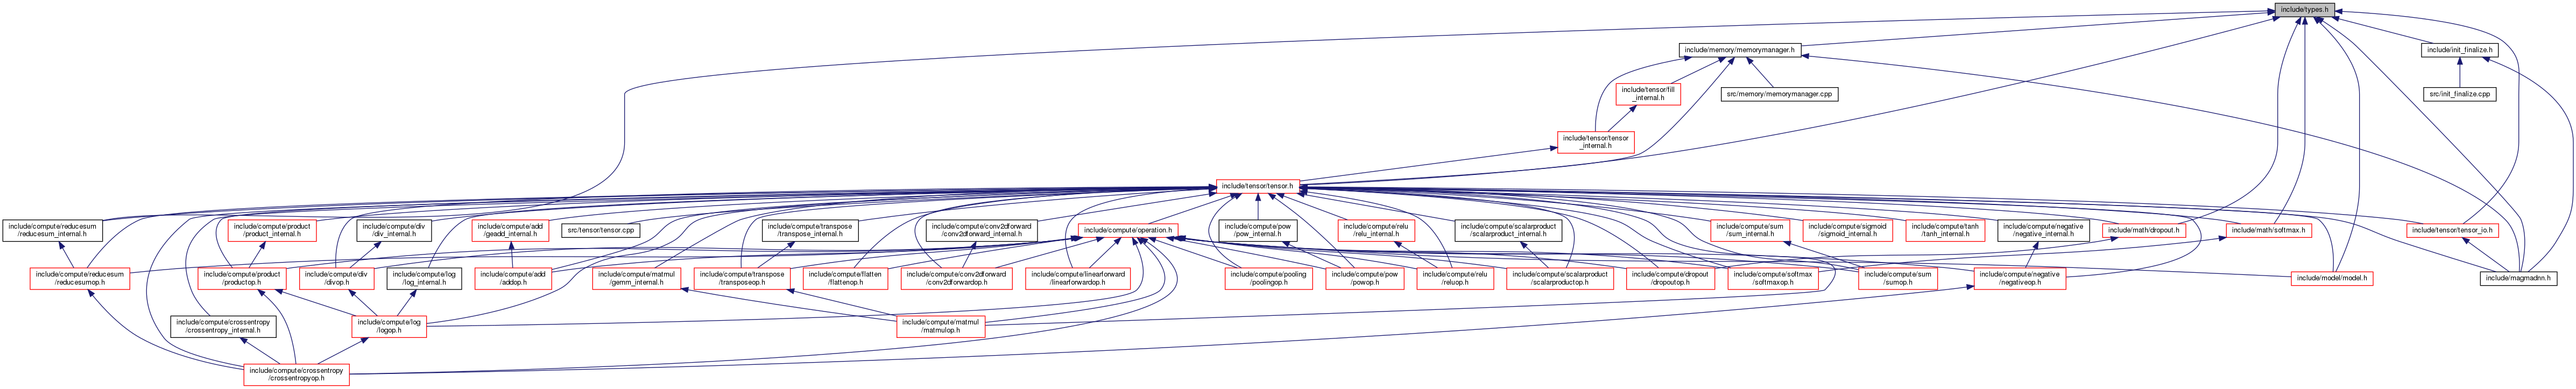 include/types.h
include/memory/memorymanager.h
include/init_finalize.h
include/tensor/fill
_internal.h
src/memory/memorymanager.cpp
src/init_finalize.cpp
include/tensor/tensor
_internal.h
include/tensor/tensor.h
include/compute/reducesum
/reducesum_internal.h
include/compute/product
/product_internal.h
include/compute/div
/div_internal.h
include/compute/add
/geadd_internal.h
src/tensor/tensor.cpp
include/compute/transpose
/transpose_internal.h
include/compute/conv2dforward
/conv2dforward_internal.h
include/compute/operation.h
include/compute/pow
/pow_internal.h
include/compute/relu
/relu_internal.h
include/compute/scalarproduct
/scalarproduct_internal.h
include/compute/sum
/sum_internal.h
include/compute/sigmoid
/sigmoid_internal.h
include/compute/tanh
/tanh_internal.h
include/compute/negative
/negative_internal.h
include/math/dropout.h
include/math/softmax.h
include/tensor/tensor_io.h
include/compute/reducesum
/reducesumop.h
include/compute/product
/productop.h
include/compute/div
/divop.h
include/compute/log
/log_internal.h
include/compute/add
/addop.h
include/compute/matmul
/gemm_internal.h
include/compute/transpose
/transposeop.h
include/compute/flatten
/flattenop.h
include/compute/conv2dforward
/conv2dforwardop.h
include/compute/linearforward
/linearforwardop.h
include/compute/pooling
/poolingop.h
include/compute/pow
/powop.h
include/compute/relu
/reluop.h
include/compute/scalarproduct
/scalarproductop.h
include/compute/dropout
/dropoutop.h
include/compute/softmax
/softmaxop.h
include/compute/sum
/sumop.h
include/compute/negative
/negativeop.h
include/model/model.h
include/magmadnn.h
include/compute/crossentropy
/crossentropy_internal.h
include/compute/log
/logop.h
include/compute/matmul
/matmulop.h
include/compute/crossentropy
/crossentropyop.h